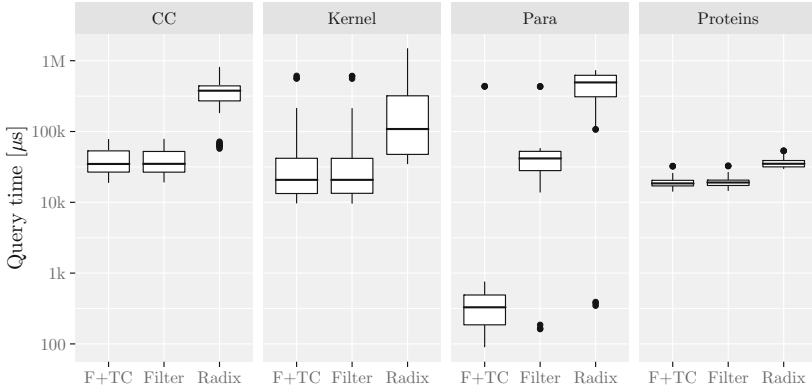 CC Kernel Para Proteins
Query time [μs]
1M
100k
10k
1k
100
F+TC Filter Radix F+TC Filter Radix F+TC Filter Radix F+TC Filter Radix